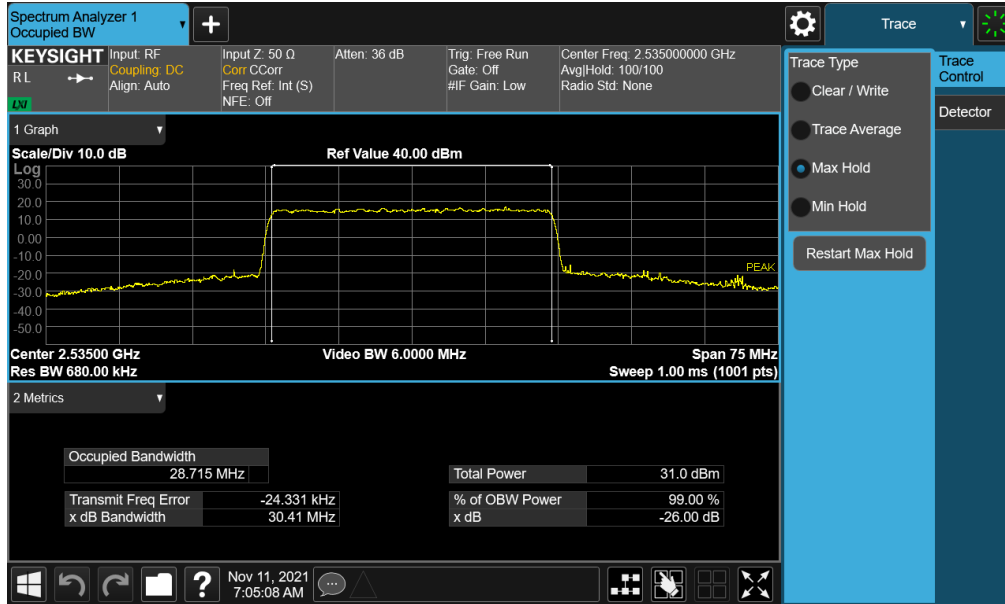 Spectrum Analyzer 1
Occupied BW
Trace
KEYSIGHT
R L
LXI
Input: RF
Coupling: DC
Align: Auto
Input Z: 50 Ω
Corr CCorr
Freq Ref: Int (S)
NFE: Off
Atten: 36 dB
Trig: Free Run
Gate: Off
#IF Gain: Low
Center Freq: 2.535000000 GHz
Avg|Hold: 100/100
Radio Std: None
Trace Type
Clear / Write
Trace Average
Max Hold
Min Hold
Restart Max Hold
Trace
Control
Detector
1 Graph
Scale/Div 10.0 dB
Ref Value 40.00 dBm
Log
30.0
20.0
10.0
0.00
-10.0
-20.0
-30.0
-40.0
-50.0
PEAK
Center 2.53500 GHz
Video BW 6.0000 MHz
Span 75 MHz
Res BW 680.00 kHz
Sweep 1.00 ms (1001 pts)
2 Metrics
Occupied Bandwidth
28.715 MHz
Total Power 31.0 dBm
Transmit Freq Error -24.331 kHz
% of OBW Power 99.00 %
x dB Bandwidth 30.41 MHz
x dB -26.00 dB
Nov 11, 2021
7:05:08 AM